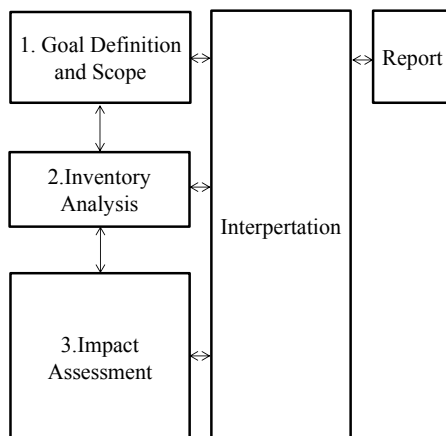 1. Goal Definition
and Scope
Report
2.Inventory
Analysis
Interpertation
3.Impact
Assessment